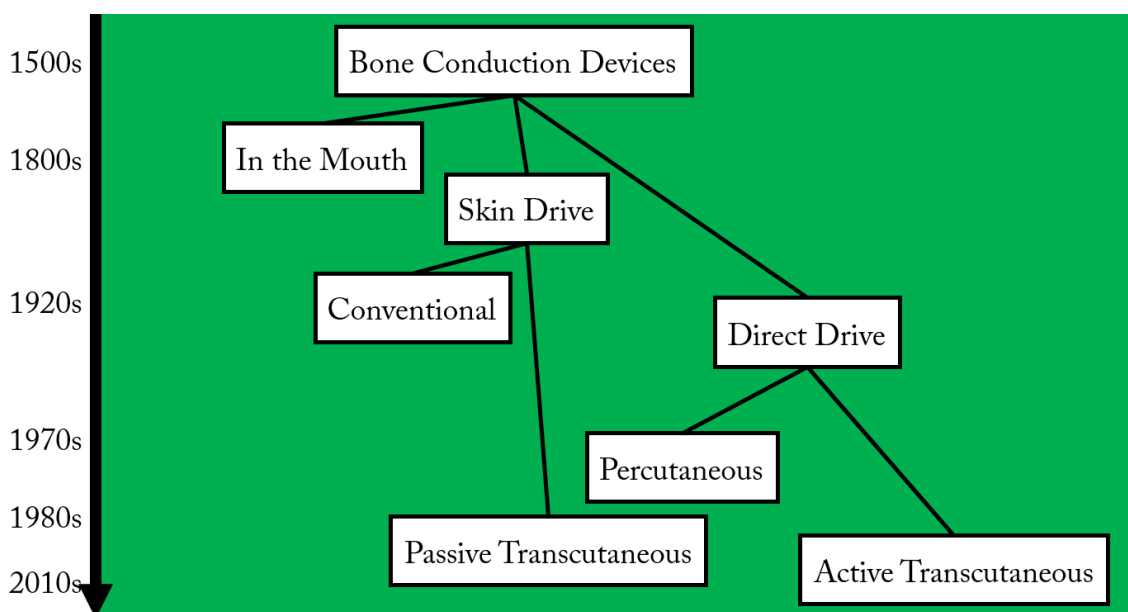 1500s
Bone Conduction Devices
In the Mouth
1800s
Skin Drive
Conventional
1920s
Direct Drive
1970s
Percutaneous
1980s
Passive Transcutaneous
Active Transcutaneous
2010s